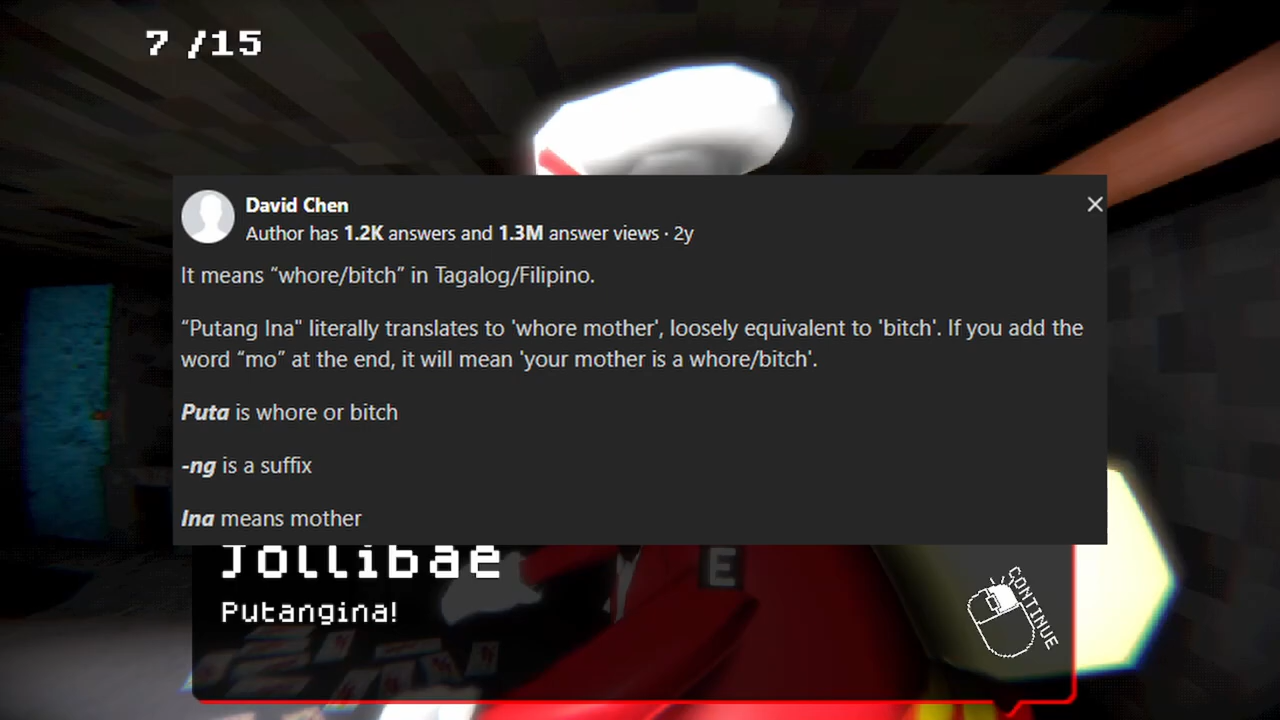 7 /15
David Chen
Author has 1.2K answers and 1.3M answer views · 2y
It means “whore/bitch” in Tagalog/Filipino.
“Putang Ina" literally translates to 'whore mother', loosely equivalent to 'bitch'. If you add the
word “mo” at the end, it will mean 'your mother is a whore/bitch'.
Puta is whore or bitch
-ng is a suffix
Ina means mother
Jollibae
E
Putangina!
CONTINUE